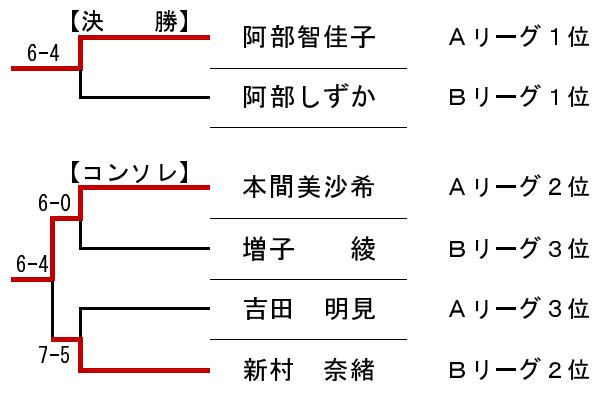 【決　　勝】
6-4
阿部智佳子　Aリーグ1位
阿部しずか　Bリーグ1位
【コンソレ】
6-0
本間美沙希　Aリーグ2位
増子　　綾　Bリーグ3位
6-4
吉田　明見　Aリーグ3位
7-5
新村　奈緒　Bリーグ2位